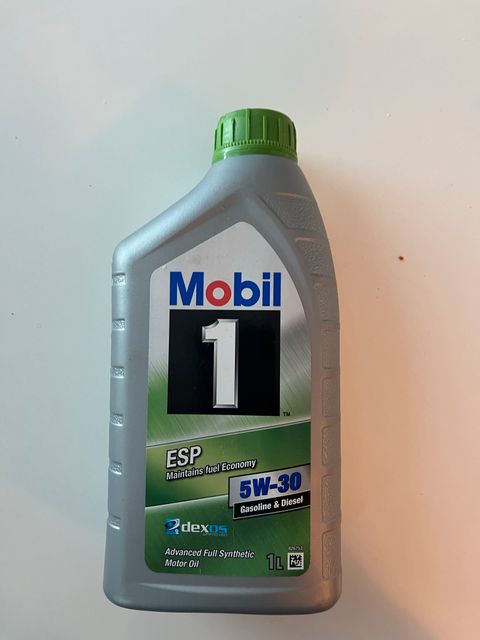 Mobil
1
TM
ESP
Maintains fuel Economy
5W-30
Gasoline & Diesel
dexos
Advanced Full Synthetic
Motor Oil
1L